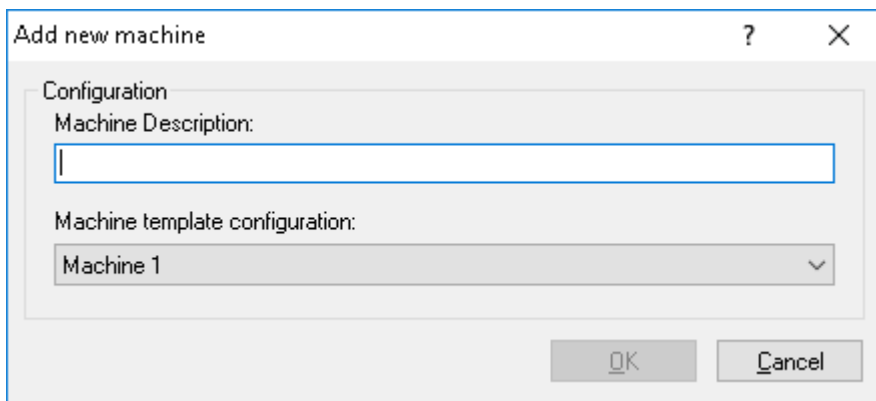 Add new machine ?
Configuration
Machine Description:
Machine template configuration:
Machine 1
OK Cancel